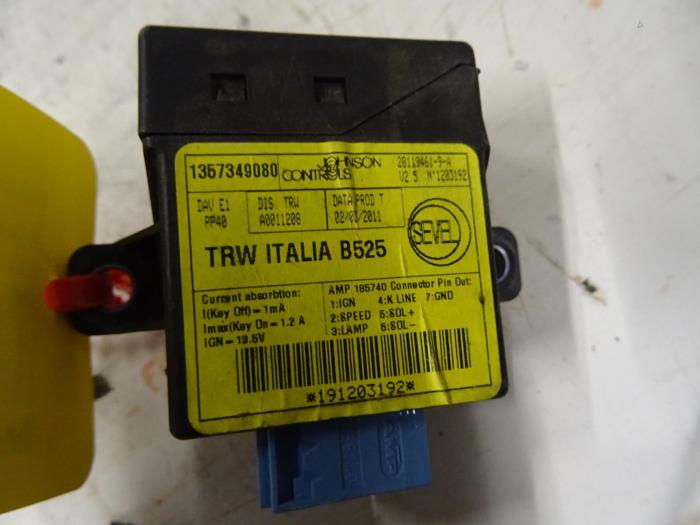 1357349080
JOHNSON
CONTROLS
28119461-9-A
V2.5 N°1203192
DAV E1
PP40
DIS. TRW
A0011208
DATA PROD T
02/03/2011
SEVEL
TRW ITALIA B525
Current absorbtion:
I(Key Off)=1mA
Imax(Key On=1.2 A
IGN=13.5V
AMP 185740 Connector Pin Out:
1:IGN 4:K LINE 7:GND
2:SPEED 5:SOL+
3:LAMP 6:SOL-
*191203192*
AMP